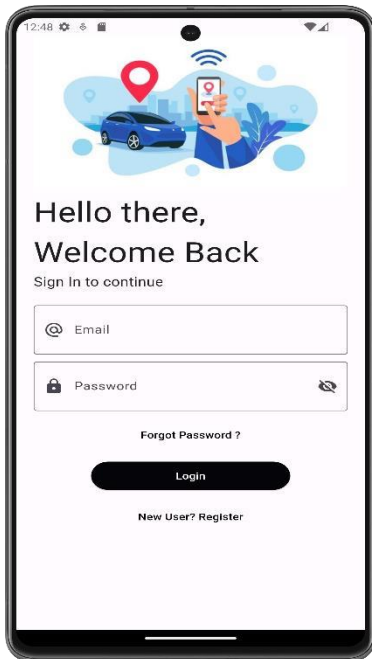 12:48
Hello there,
Welcome Back
Sign In to continue
Email
Password
Forgot Password ?
Login
New User? Register